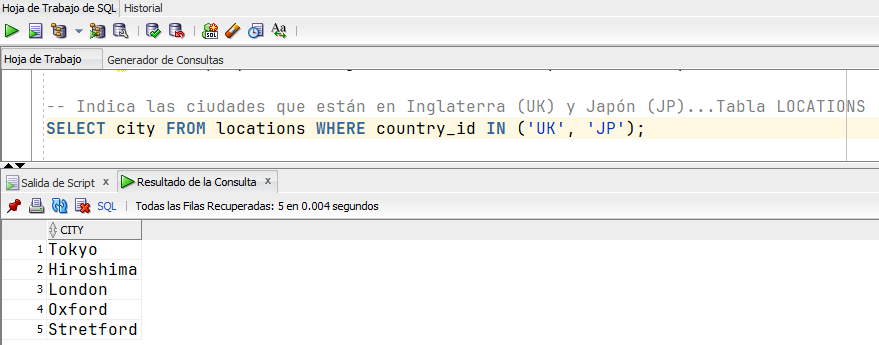 Hoja de Trabajo de SQL Historial
SQL
Aa
Hoja de Trabajo Generador de Consultas
-- Indica las ciudades que están en Inglaterra (UK) y Japón (JP)...Tabla LOCATIONS
SELECT city FROM locations WHERE country_id IN ('UK', 'JP');
Salida de Script x Resultado de la Consulta x
SQL Todas las Filas Recuperadas: 5 en 0.004 segundos
CITY
1 Tokyo
2 Hiroshima
3 London
4 Oxford
5 Stretford